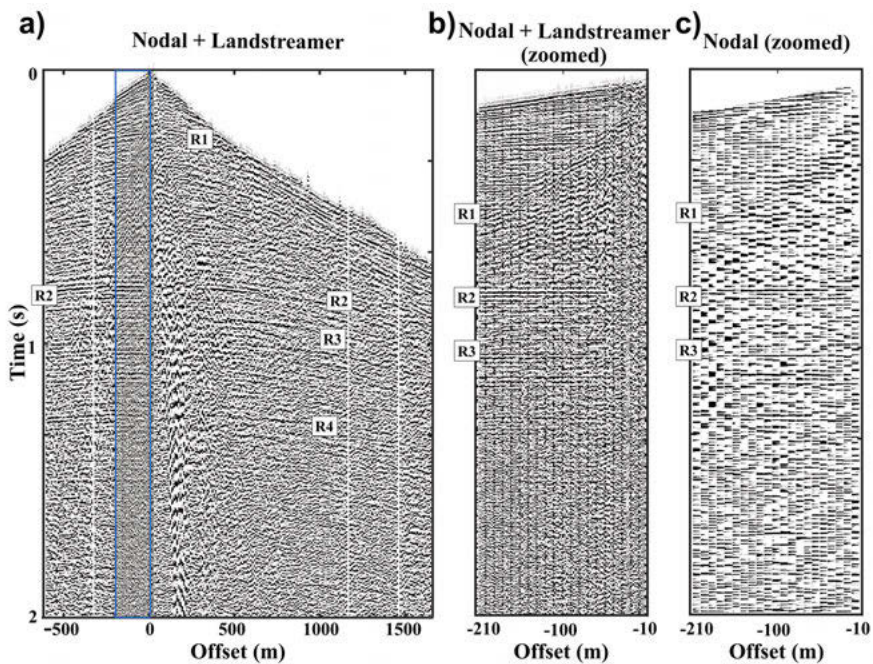 a)
Nodal + Landstreamer
b)
Nodal + Landstreamer
(zoomed)
c)
Nodal (zoomed)
0
R1
R2
R2
R3
1
R4
2
Time (s)
-500
0
500
1000
1500
Offset (m)
R1
R2
R3
-210
-100
-10
Offset (m)
R1
R2
R3
-210
-100
-10
Offset (m)